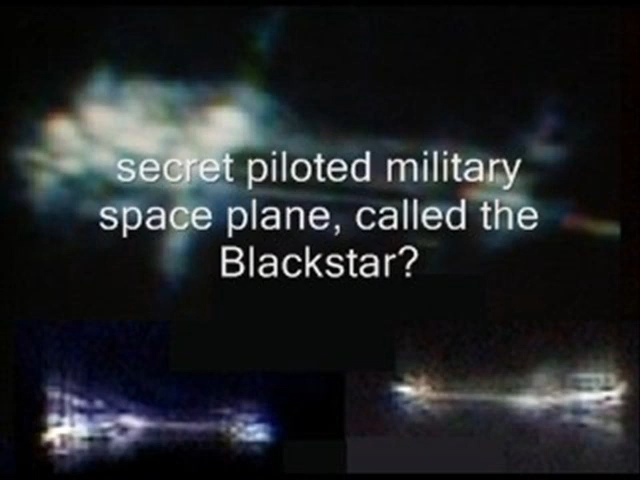 secret piloted military
space plane, called the
Blackstar?